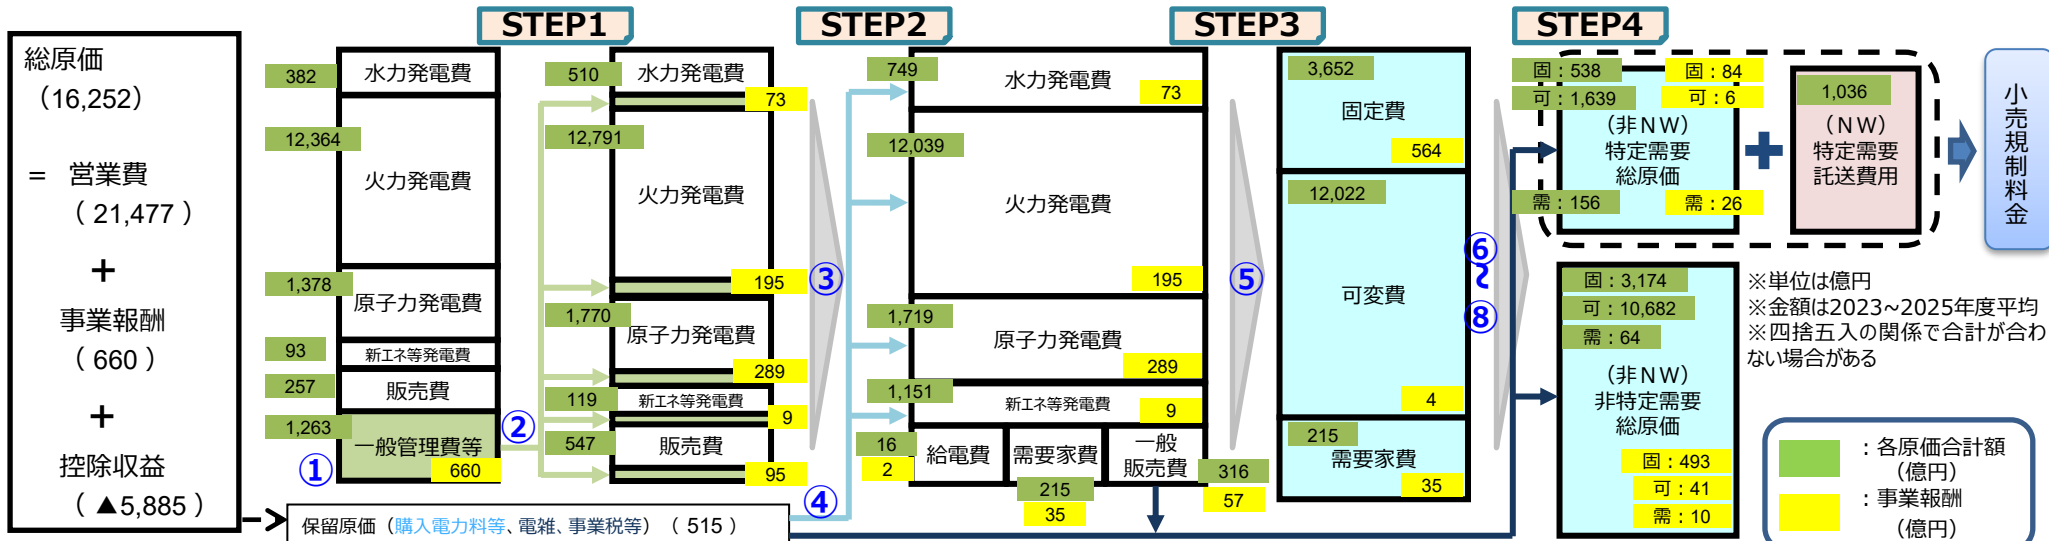 STEP1
STEP2
STEP3
STEP4
総原価
（16,252）
＝ 営業費
（ 21,477 ）
＋
事業報酬
（ 660 ）
＋
控除収益
（ ▲5,885 ）
382
水力発電費
12,364
火力発電費
1,378
原子力発電費
93
新エネ等発電費
257
販売費
1,263
一般管理費等
660
①
②
510
水力発電費
73
12,791
火力発電費
195
1,770
原子力発電費
289
119
新エネ等発電費
9
547
販売費
95
③
④
保留原価（購入電力料等、電雑、事業税等）（ 515 ）
749
水力発電費
73
12,039
火力発電費
195
1,719
原子力発電費
289
1,151
新エネ等発電費
9
16
2
給電費
需要家費
215
35
一般
販売費
316
57
⑤
3,652
固定費
564
12,022
可変費
4
215
需要家費
35
⑥
~
⑧
固：538
固：84
可：1,639
可：6
（非ＮＷ）
特定需要
総原価
需：156
需：26
＋
1,036
（ＮＷ）
特定需要
託送費用
小売規制料金
固：3,174
可：10,682
需：64
（非ＮＷ）
非特定需要
総原価
固：493
可：41
需：10
※単位は億円
※金額は2023~2025年度平均
※四捨五入の関係で合計が合わ
ない場合がある
：各原価合計額
（億円）
：事業報酬
（億円）